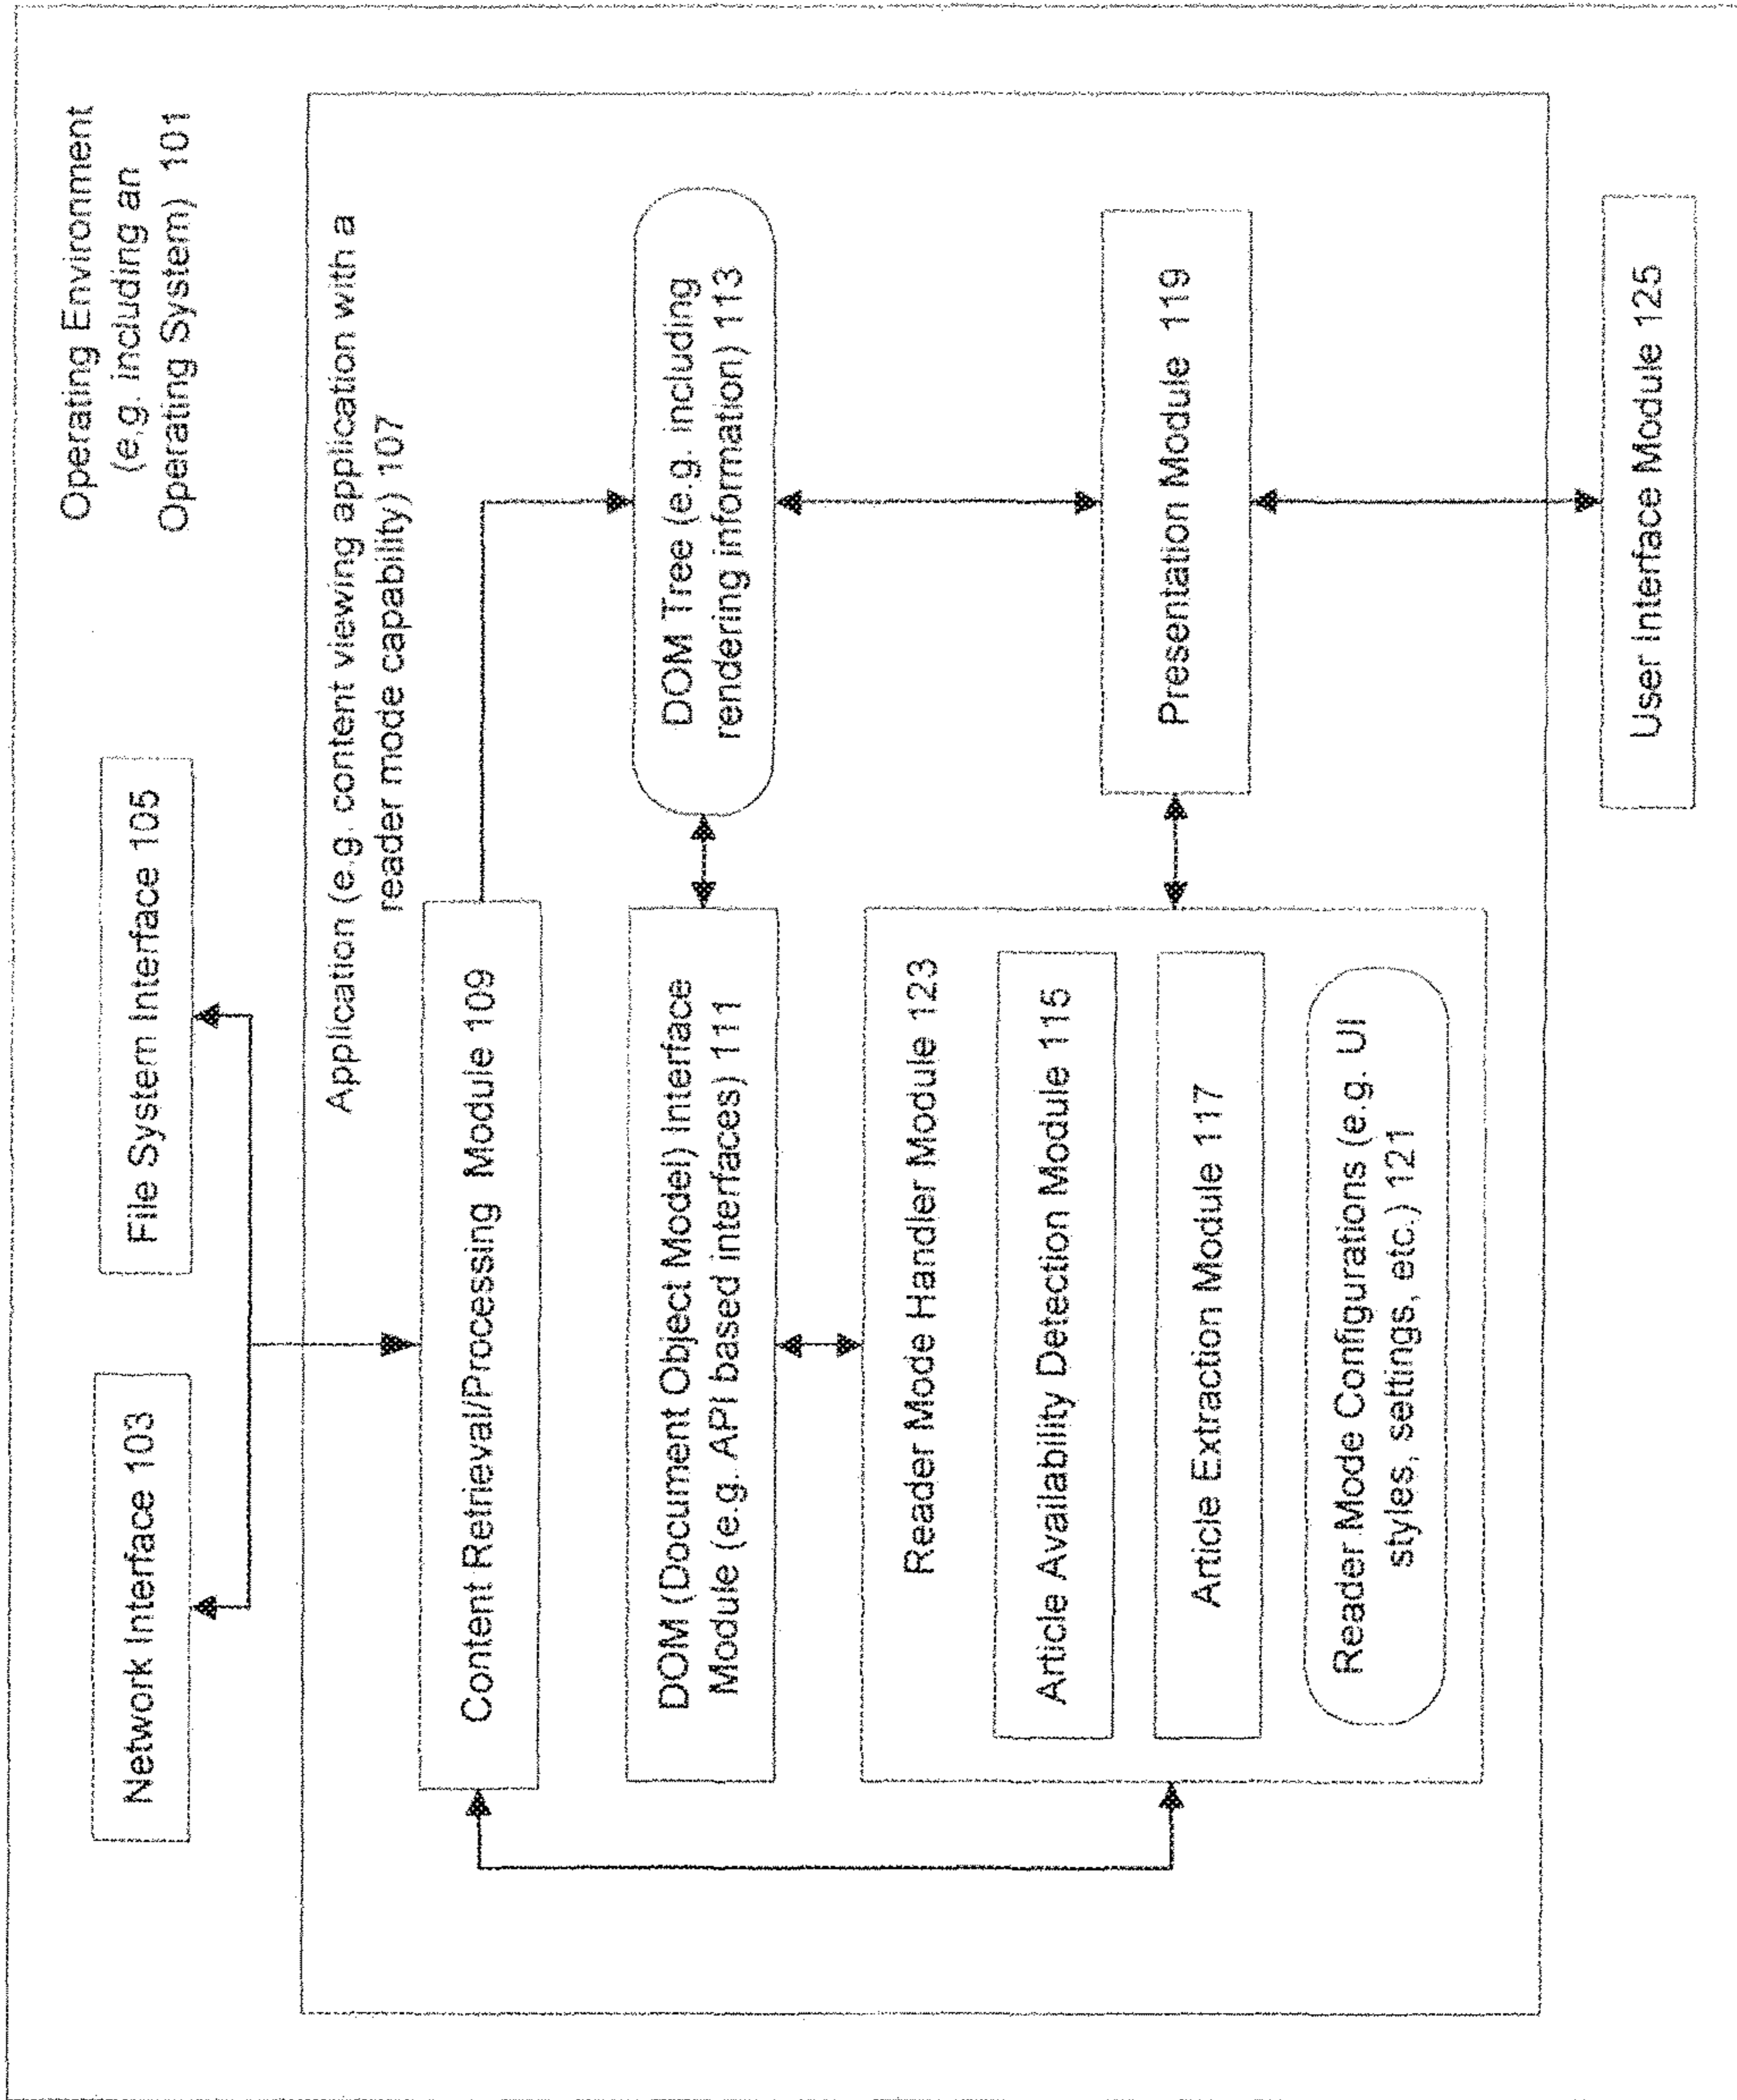 Operating Environment
(e.g. including an
Operating System) 101
Network Interface 103
File System Interface 105
Application (e.g. content viewing application with a
reader mode capability) 107
Content Retrieval/Processing Module 109
DOM (Document Object Model) Interface
Module (e.g. API based interfaces) 111
DOM Tree (e.g. including
rendering information) 113
Reader Mode Handler Module 123
Article Availability Detection Module 115
Article Extraction Module 117
Reader Mode Configurations (e.g. UI
styles, settings, etc.) 121
Presentation Module 119
User Interface Module 125